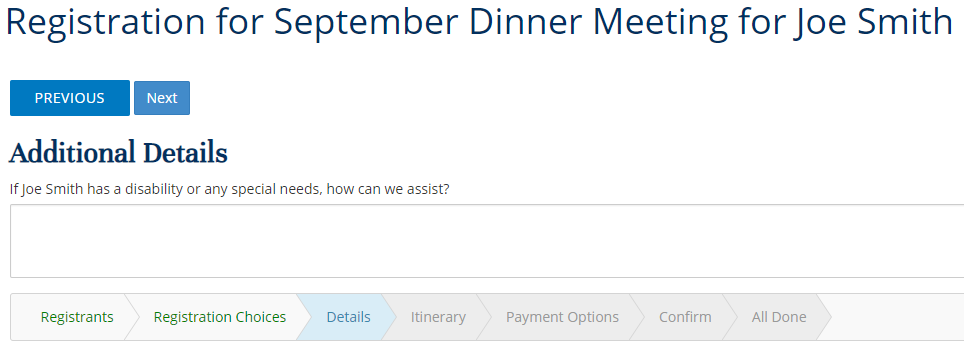 Registration for September Dinner Meeting for Joe Smith
PREVIOUS Next
Additional Details
If Joe Smith has a disability or any special needs, how can we assist?
Registrants Registration Choices Details Itinerary Payment Options Confirm All Done